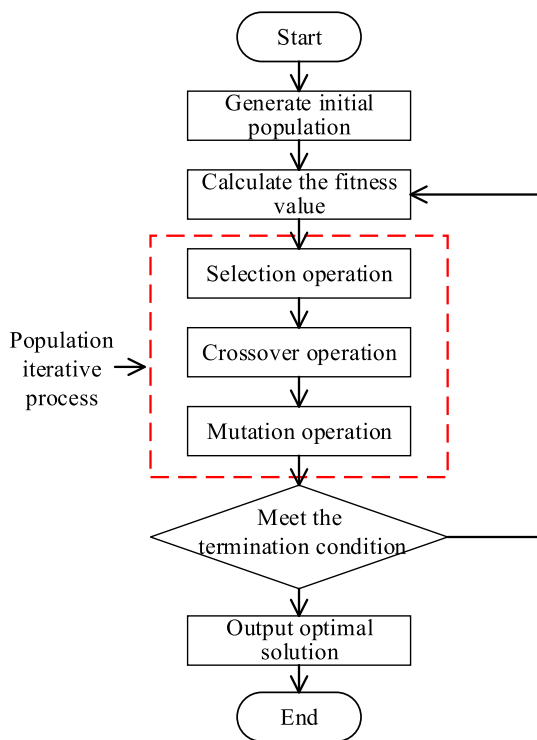 Start
Generate initial
population
Calculate the fitness
value
Selection operation
Population
iterative
process
Crossover operation
Mutation operation
Meet the
termination condition
Output optimal
solution
End